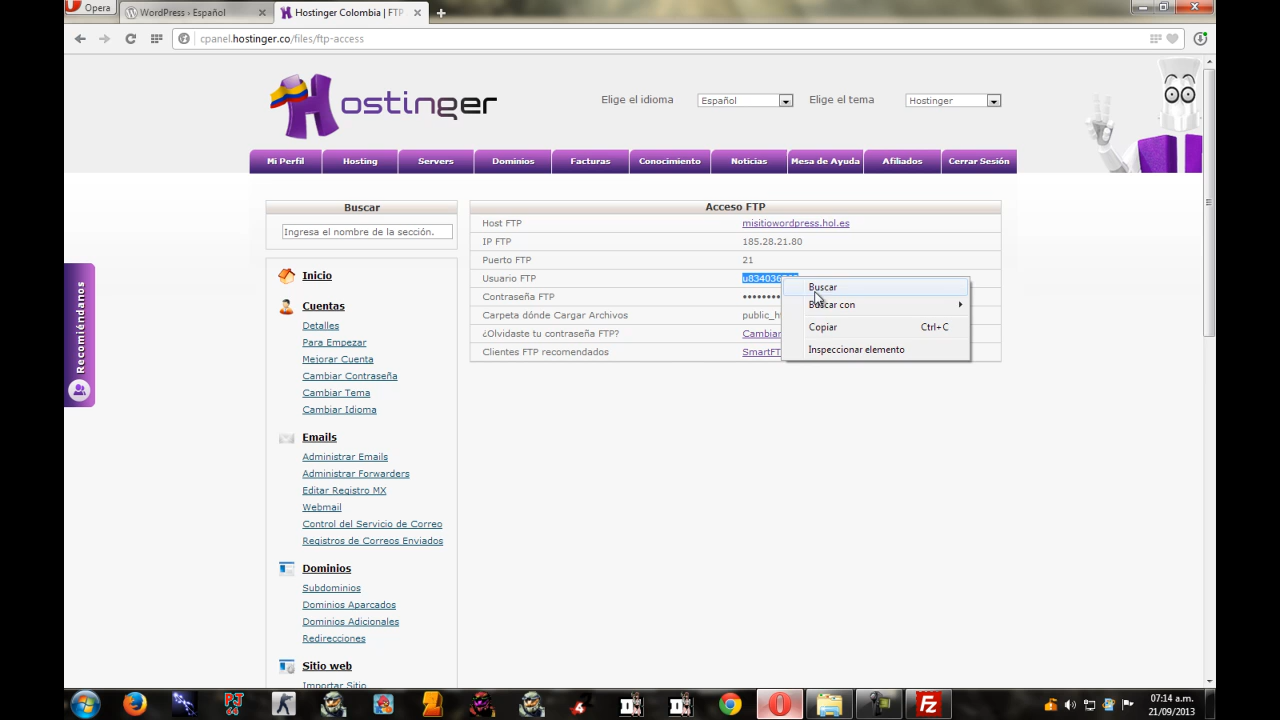 Opera
WordPress › Español
Hostinger Colombia | FTP
cpanel.hostinger.co/files/ftp-access
Hostinger
Elige el idioma
Español
Elige el tema
Hostinger
Mi Perfil
Hosting
Servers
Dominios
Facturas
Conocimiento
Noticias
Mesa de Ayuda
Afiliados
Cerrar Sesión
Recomiéndanos
Buscar
Ingresa el nombre de la sección.
Inicio
Cuentas
Detalles
Para Empezar
Mejorar Cuenta
Cambiar Contraseña
Cambiar Tema
Cambiar Idioma
Emails
Administrar Emails
Administrar Forwarders
Editar Registro MX
Webmail
Control del Servicio de Correo
Registros de Correos Enviados
Dominios
Subdominios
Dominios Aparcados
Dominios Adicionales
Redirecciones
Sitio web
Importar Sitio
Acceso FTP
Host FTP misitiowordpress.hol.es
IP FTP 185.28.21.80
Puerto FTP 21
Usuario FTP
Contraseña FTP ••••••••
Carpeta dónde Cargar Archivos
¿Olvidaste tu contraseña FTP? Cambiar
Clientes FTP recomendados
Buscar
Buscar con
Copiar Ctrl+C
Inspeccionar elemento
07:14 a.m.
21/09/2013